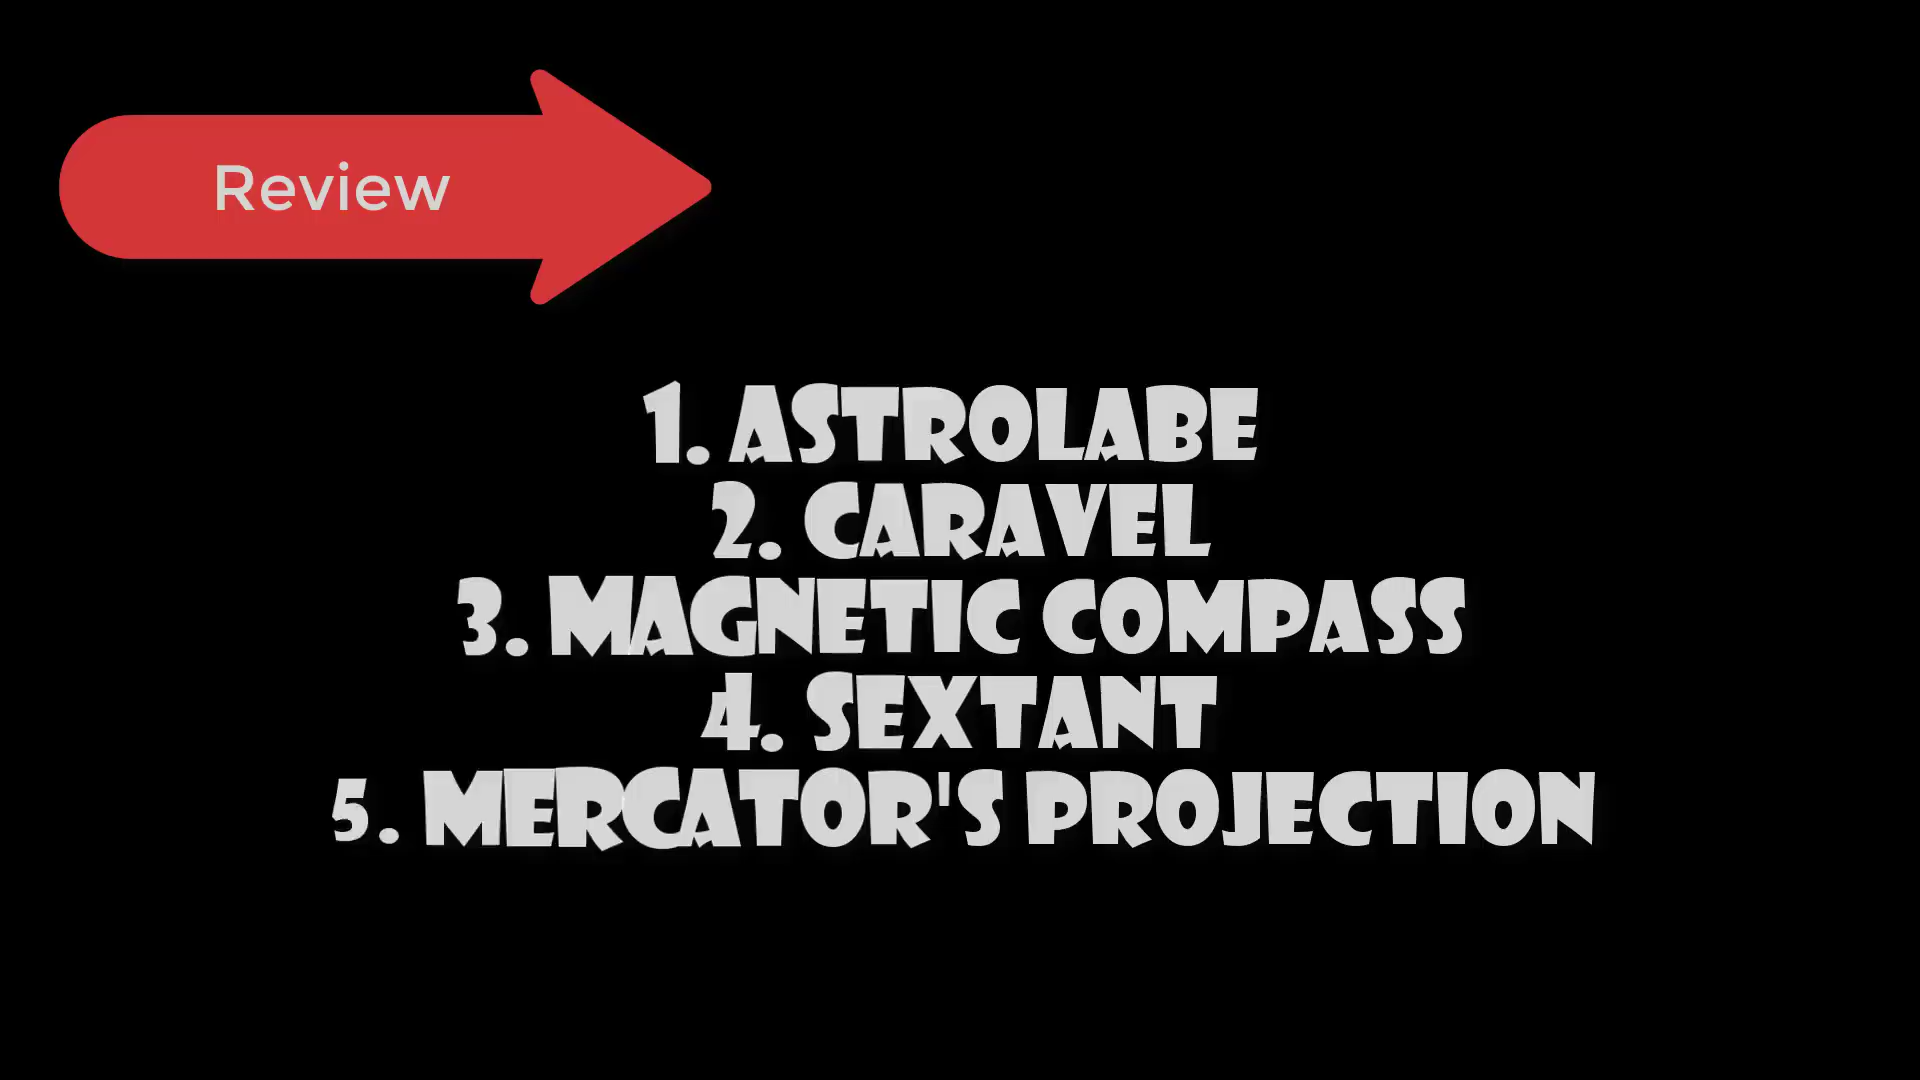 Review
1. ASTROLABE
2. CARAVEL
3. MAGNETIC COMPASS
4. SEXTANT
5. MERCATOR'S PROJECTION